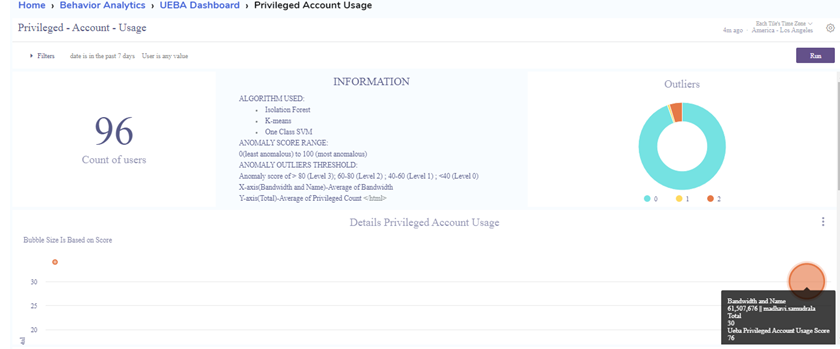 Home › Behavior Analytics › UEBA Dashboard › Privileged Account Usage
Privileged - Account - Usage
Each Tile's Time Zone
4m ago · America - Los Angeles
Filters date is in the past 7 days User is any value
Run
96
Count of users
INFORMATION
ALGORITHM USED:
• Isolation Forest
• K-means
• One Class SVM
ANOMALY SCORE RANGE:
0(least anomalous) to 100 (most anomalous)
ANOMALY OUTLIERS THRESHOLD:
Anomaly score of > 80 (Level 3); 60-80 (Level 2) ; 40-60 (Level 1) ; <40 (Level 0)
X-axis(Bandwidth and Name)-Average of Bandwidth
Y-axis(Total)-Average of Privileged Count </html>
Outliers
0 1 2
Details Privileged Account Usage
Bubble Size Is Based on Score
30
25
20
Bandwidth and Name
61,507,676 || madhavi.samudrala
Total
30
Ueba Privileged Account Usage Score
76